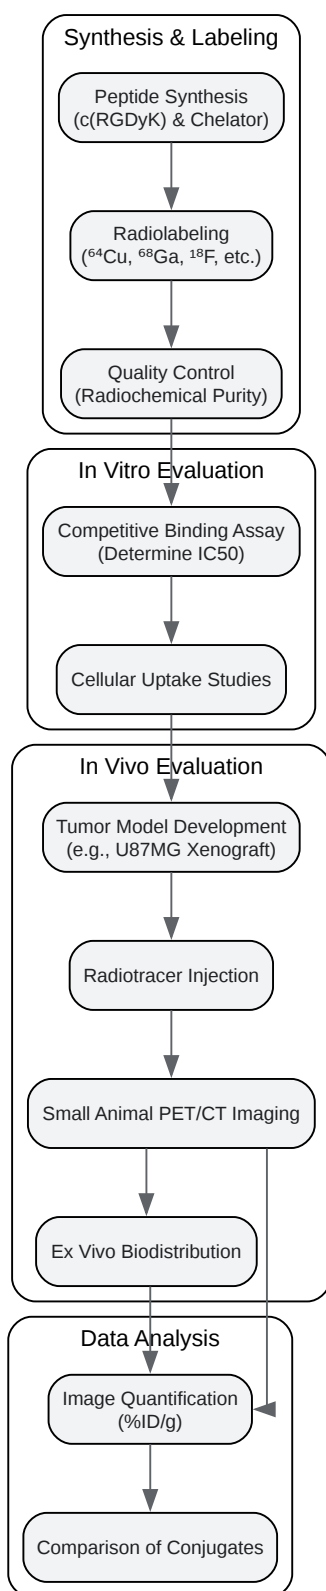 Synthesis & Labeling
Peptide Synthesis
(c(RGDyK) & Chelator)
Radiolabeling
(⁶⁴Cu, ⁶⁸Ga, ¹⁸F, etc.)
Quality Control
(Radiochemical Purity)
In Vitro Evaluation
Competitive Binding Assay
(Determine IC50)
Cellular Uptake Studies
In Vivo Evaluation
Tumor Model Development
(e.g., U87MG Xenograft)
Radiotracer Injection
Small Animal PET/CT Imaging
Ex Vivo Biodistribution
Data Analysis
Image Quantification
(%ID/g)
Comparison of Conjugates